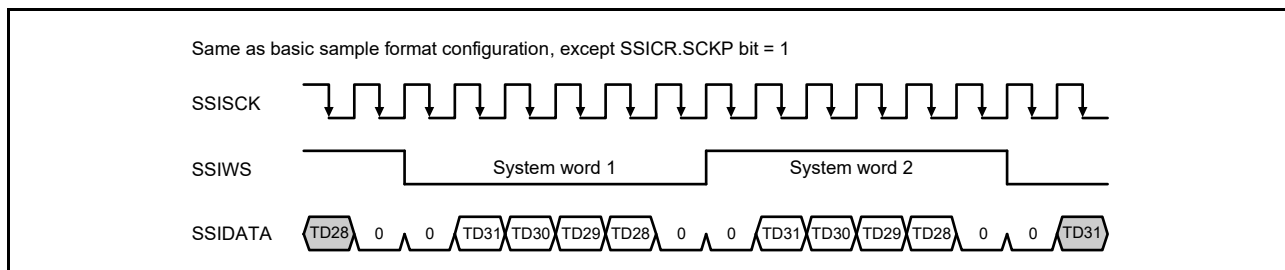 Same as basic sample format configuration, except SSICR.SCKP bit = 1
SSISCK
SSIWS System word 1 System word 2
SSIDATA TD28 0 0 TD31 TD30 TD29 TD28 0 0 TD31 TD30 TD29 TD28 0 0 TD31